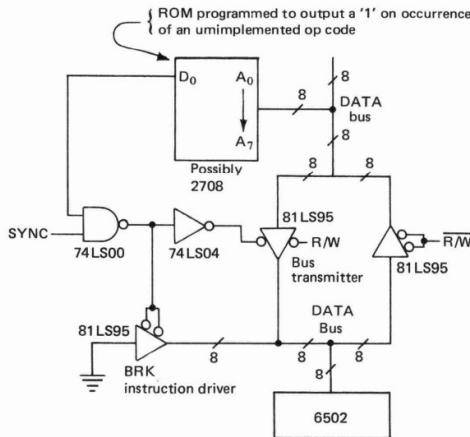 ROM programmed to output a '1' on occurrence
of an umimplemented op code
8
D0
A0
8
DATA
bus
8
A7
Possibly
2708
8
8
81LS95
SYNC
74LS00
74LS04
R/W
Bus
transmitter
R/W
81LS95
81LS95
DATA
Bus
8
8
8
BRK
instruction driver
8
6502